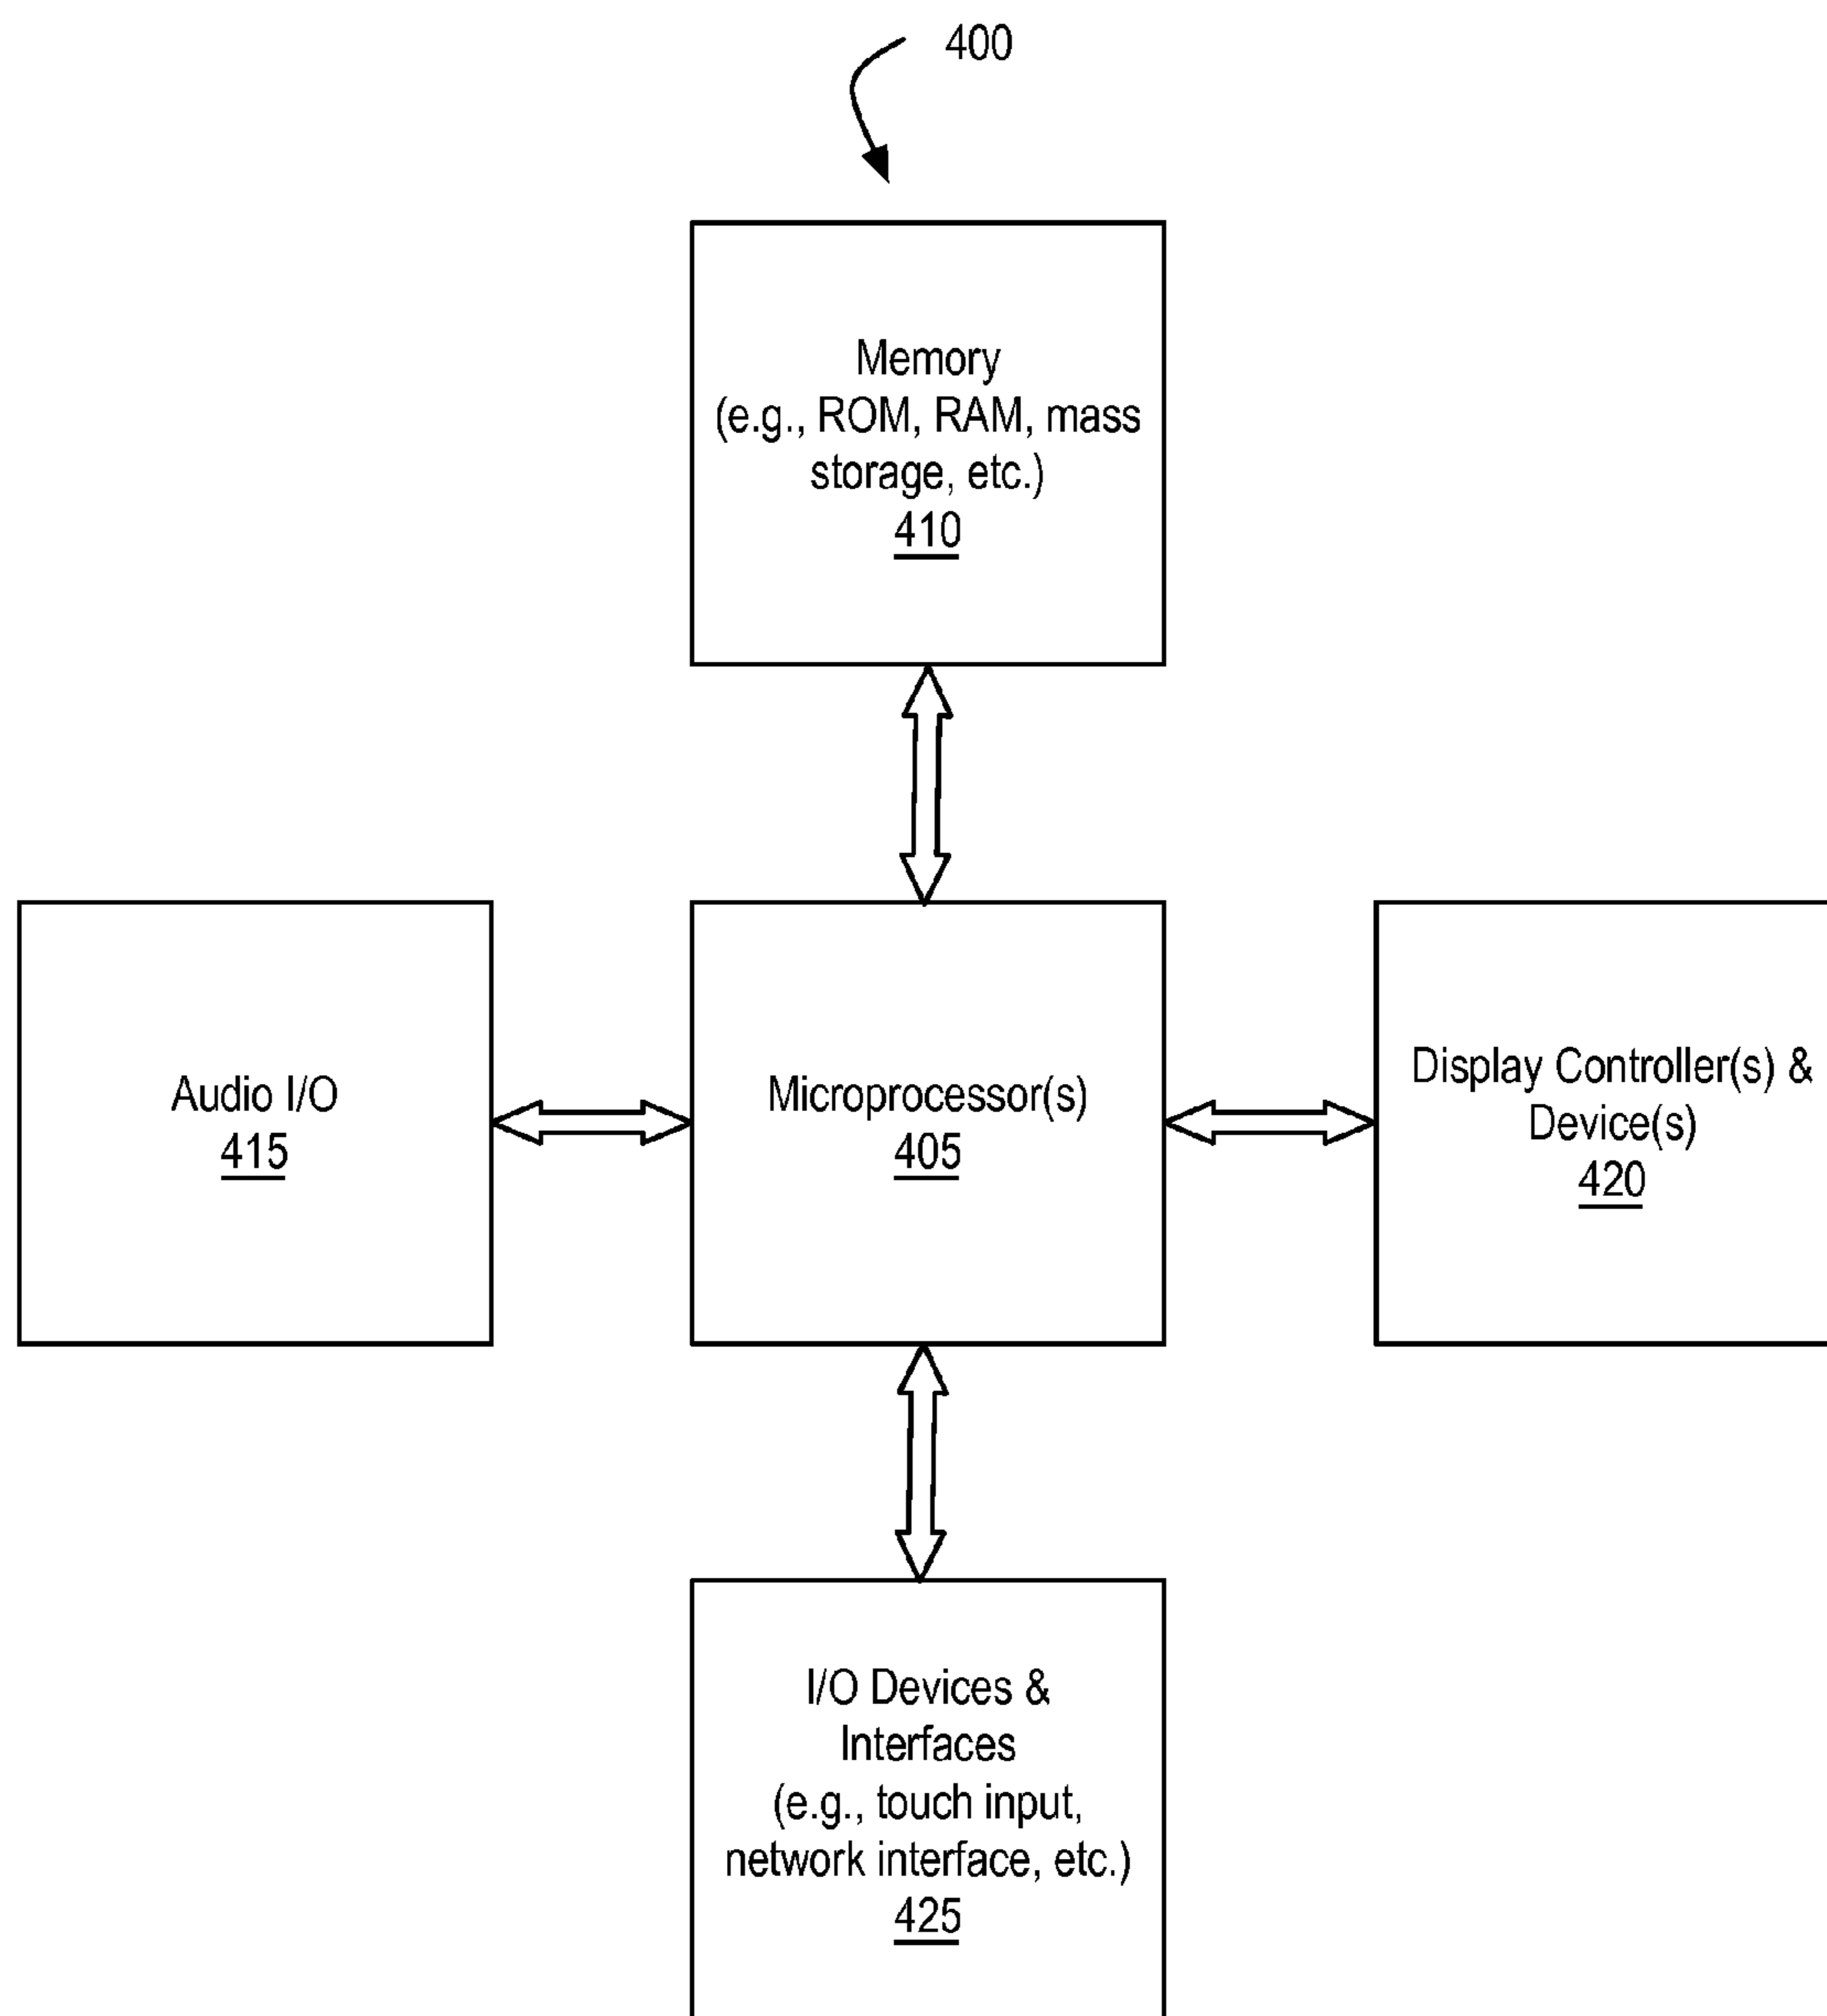 400
Memory
(e.g., ROM, RAM, mass
storage, etc.)
410
Audio I/O
415
Microprocessor(s)
405
Display Controller(s) &
Device(s)
420
I/O Devices &
Interfaces
(e.g., touch input,
network interface, etc.)
425